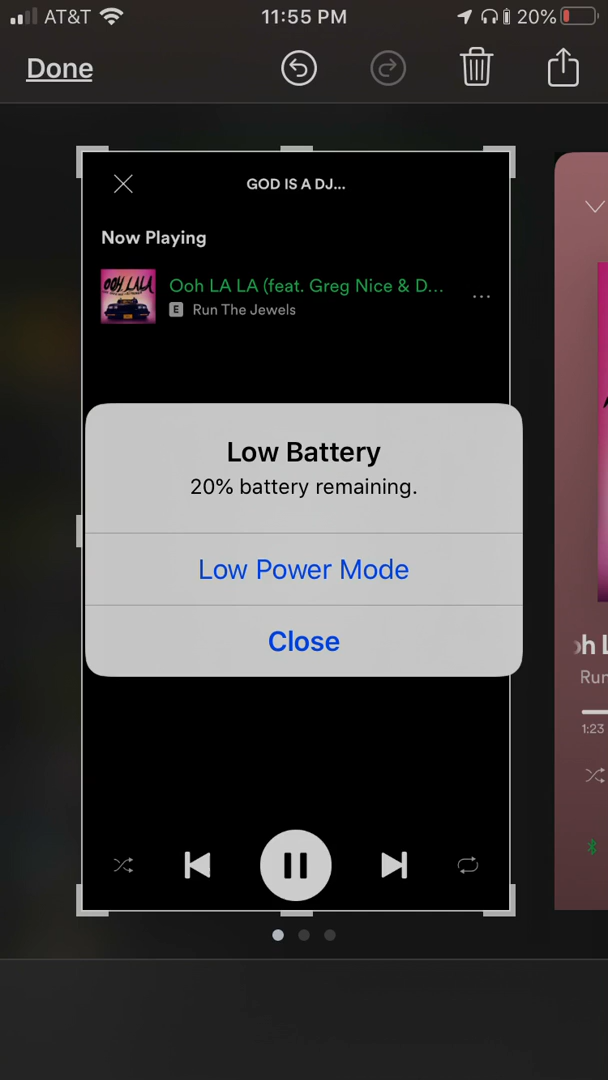 AT&T 11:55 PM 20%
Done
GOD IS A DJ...
Now Playing
OOH LALA
Ooh LA LA (feat. Greg Nice & D...
E Run The Jewels
Low Battery
20% battery remaining.
Low Power Mode
Close
h L
Run
1:23